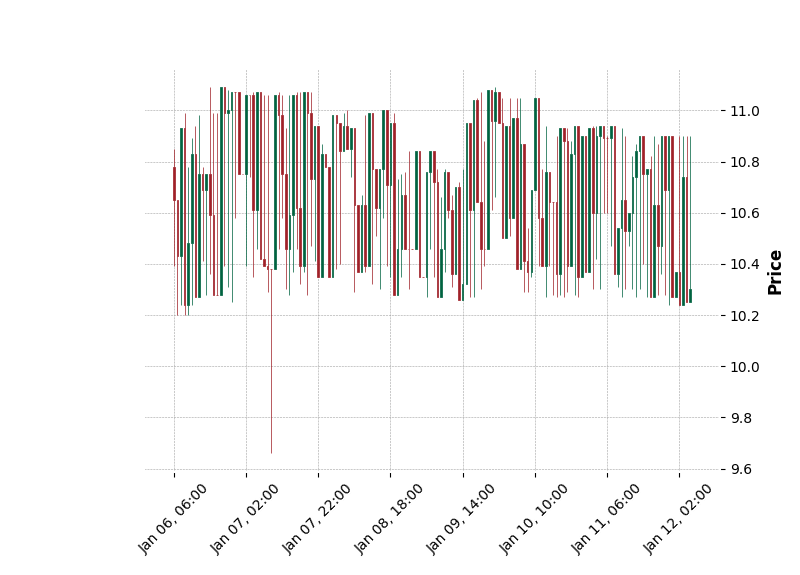 11.0
10.8
10.6
10.4
10.2
10.0
9.8
9.6
Price
Jan 06, 06:00
Jan 07, 02:00
Jan 07, 22:00
Jan 08, 18:00
Jan 09, 14:00
Jan 10, 10:00
Jan 11, 06:00
Jan 12, 02:00